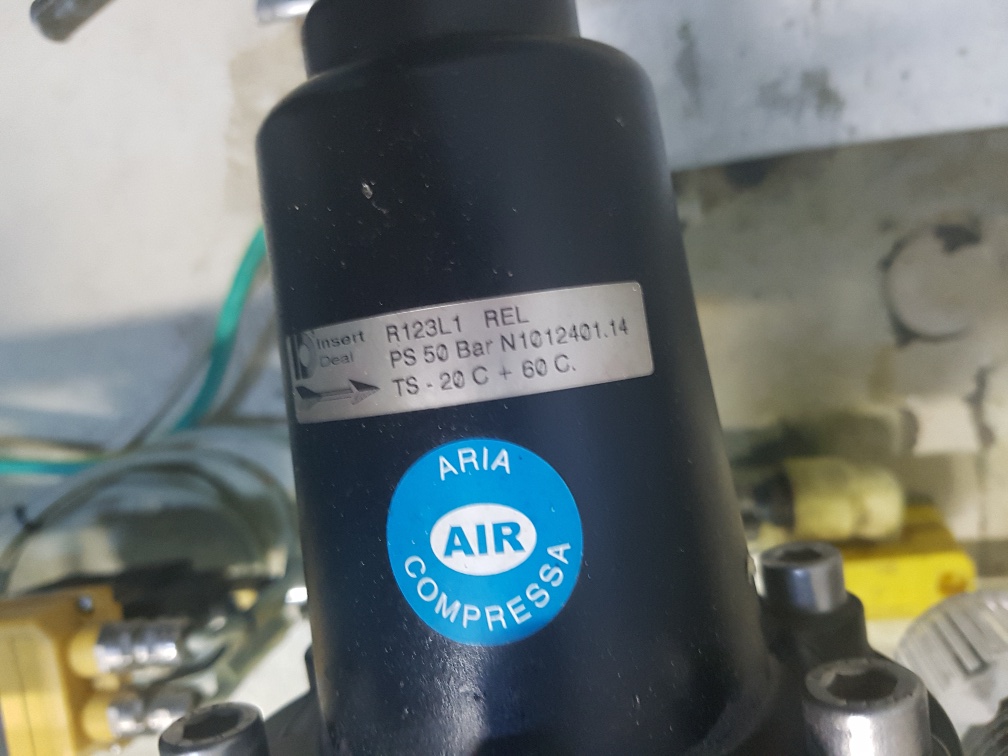 Insert
Deal
R123L1 REL
PS 50 Bar N1012401.14
TS - 20 C + 60 C.
ARIA
AIR
COMPRESSA